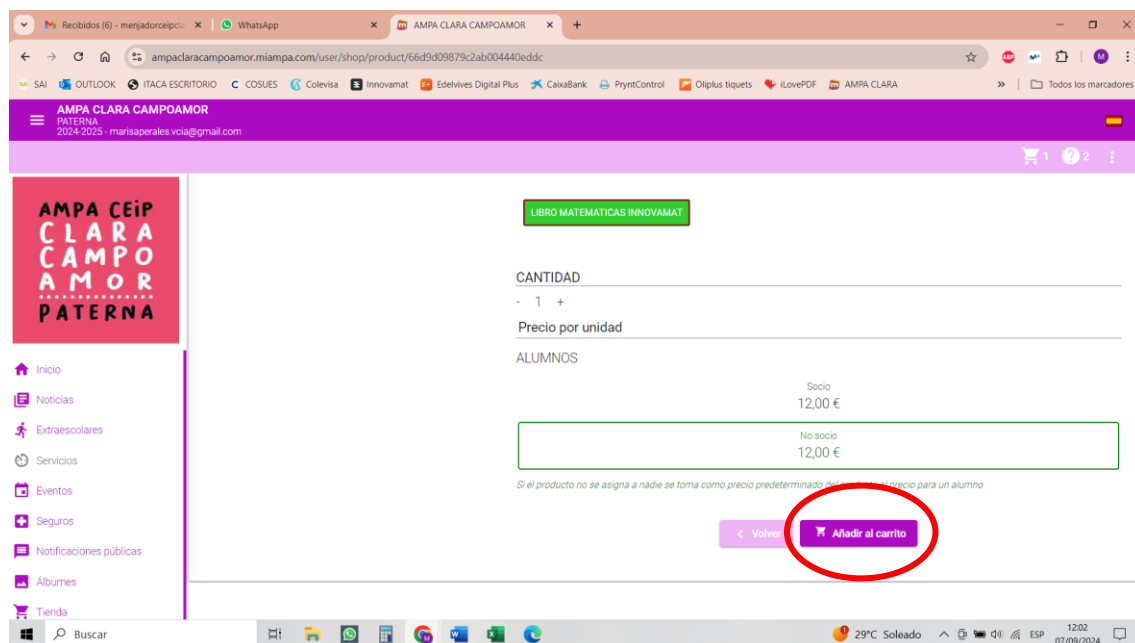 Recibidos (6) - menjadorceipcla
WhatsApp
AMPA CLARA CAMPOAMOR
ampaclaracampoamor.miampa.com/user/shop/product/66d9d09879c2ab004440eddc
SAI OUTLOOK ITACA ESCRITORIO COSUES Colevisa Innovamat Edelvives Digital Plus CaixaBank PryntControl Oliplus tiquets iLovePDF AMPA CLARA » Todos los marcadores
AMPA CLARA CAMPOAMOR
PATERNA
2024-2025 - marisaperales.vcia@gmail.com
1 2
AMPA CEiP
CLARA
CAMPO
AMOR
PATERNA
Inicio
Noticias
Extraescolares
Servicios
Eventos
Seguros
Notificaciones públicas
Álbumes
Tienda
LIBRO MATEMATICAS INNOVAMAT
CANTIDAD
- 1 +
Precio por unidad
ALUMNOS
Socio
12,00 €
No socio
12,00 €
Si el producto no se asigna a nadie se toma como precio predeterminado del producto el precio para un alumno
Volver
Añadir al carrito
Buscar
29°C Soleado
ESP
12:02
07/09/2024